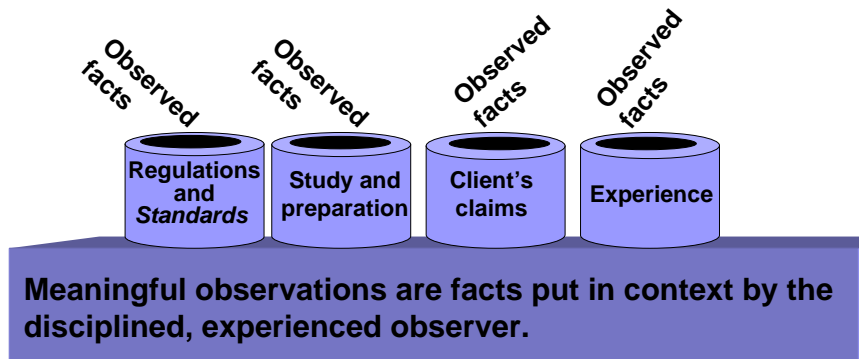 Observed
facts
Observed
facts
Observed
facts
Observed
facts
Regulations
and
Standards
Study and
preparation
Client’s
claims
Experience
Meaningful observations are facts put in context by the
disciplined, experienced observer.